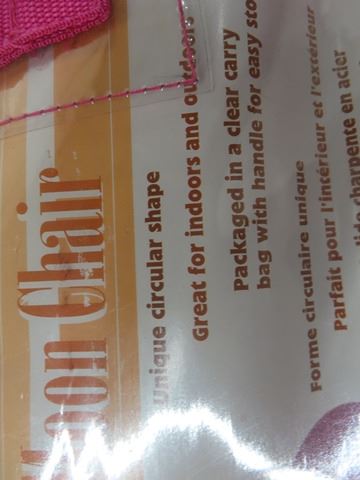 Moon Chair
Unique circular shape
Great for indoors and outdoors
Packaged in a clear carry
bag with handle for easy sto
Forme circulaire unique
Parfait pour l'intérieur et l'extérieur
charpente en acier